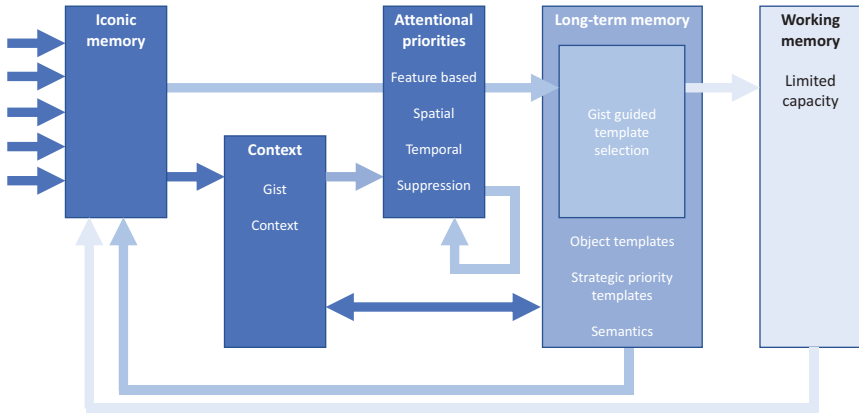 Iconic
memory
Context
Gist
Context
Attentional
priorities
Feature based
Spatial
Temporal
Suppression
Long-term memory
Gist guided
template
selection
Object templates
Strategic priority
templates
Semantics
Working
memory
Limited
capacity